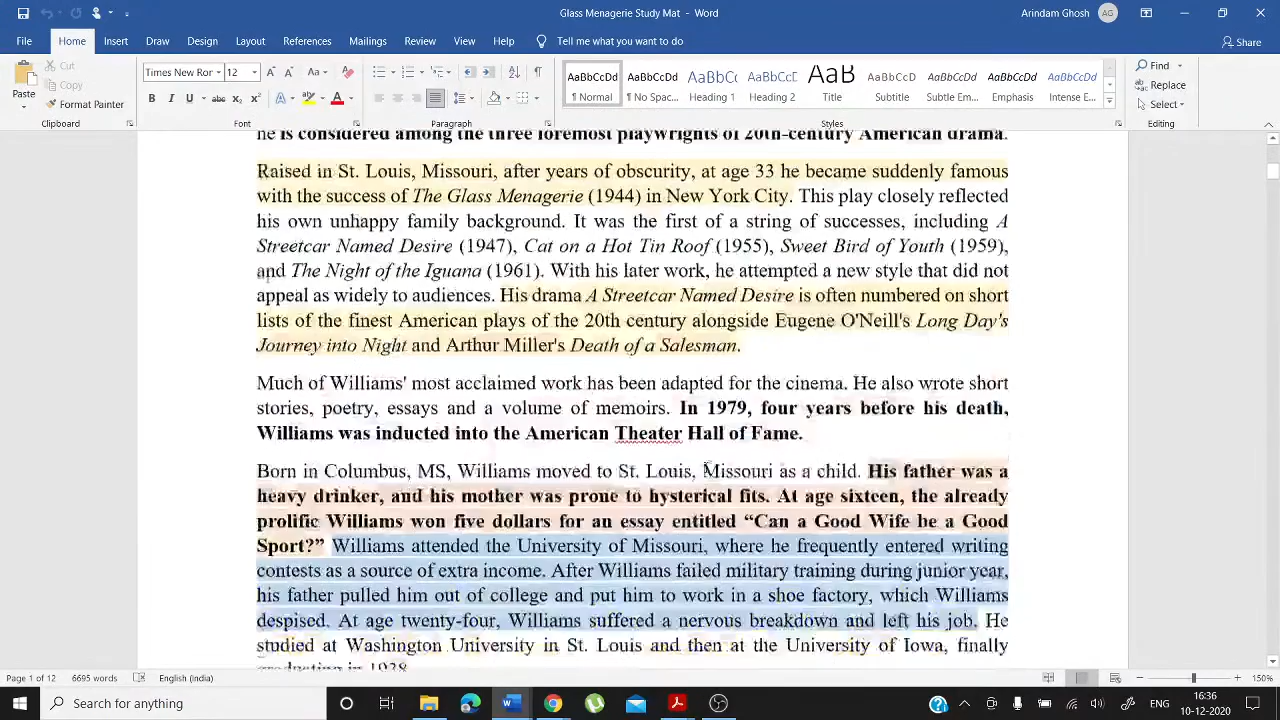 Glass Menagerie Study Mat - Word
Arindam Ghosh AG
File Home Insert Draw Design Layout References Mailings Review View Help Tell me what you want to do Share
Paste Cut Copy Format Painter Clipboard
Times New Ror 12 Font
Paragraph
AaBbCcDd ¶ Normal AaBbCcDd ¶ No Spac... AaBbCc Heading 1 AaBbCcD Heading 2 AaB Title AaBbCcD Subtitle AaBbCcDd Subtle Em... AaBbCcDd Emphasis AaBbCcDd Intense E... Styles
Find Replace Select Editing
he is considered among the three foremost playwrights of 20th-century American drama.
Raised in St. Louis, Missouri, after years of obscurity, at age 33 he became suddenly famous
with the success of The Glass Menagerie (1944) in New York City. This play closely reflected
his own unhappy family background. It was the first of a string of successes, including A
Streetcar Named Desire (1947), Cat on a Hot Tin Roof (1955), Sweet Bird of Youth (1959),
and The Night of the Iguana (1961). With his later work, he attempted a new style that did not
appeal as widely to audiences. His drama A Streetcar Named Desire is often numbered on short
lists of the finest American plays of the 20th century alongside Eugene O'Neill's Long Day's
Journey into Night and Arthur Miller's Death of a Salesman.
Much of Williams' most acclaimed work has been adapted for the cinema. He also wrote short
stories, poetry, essays and a volume of memoirs. In 1979, four years before his death,
Williams was inducted into the American Theater Hall of Fame.
Born in Columbus, MS, Williams moved to St. Louis, Missouri as a child. His father was a
heavy drinker, and his mother was prone to hysterical fits. At age sixteen, the already
prolific Williams won five dollars for an essay entitled “Can a Good Wife be a Good
Sport?” Williams attended the University of Missouri, where he frequently entered writing
contests as a source of extra income. After Williams failed military training during junior year,
his father pulled him out of college and put him to work in a shoe factory, which Williams
despised. At age twenty-four, Williams suffered a nervous breakdown and left his job. He
studied at Washington University in St. Louis and then at the University of Iowa, finally
graduating in 1938.
Page 1 of 12 6695 words English (India) 150%
Search for anything ENG 16:36
10-12-2020